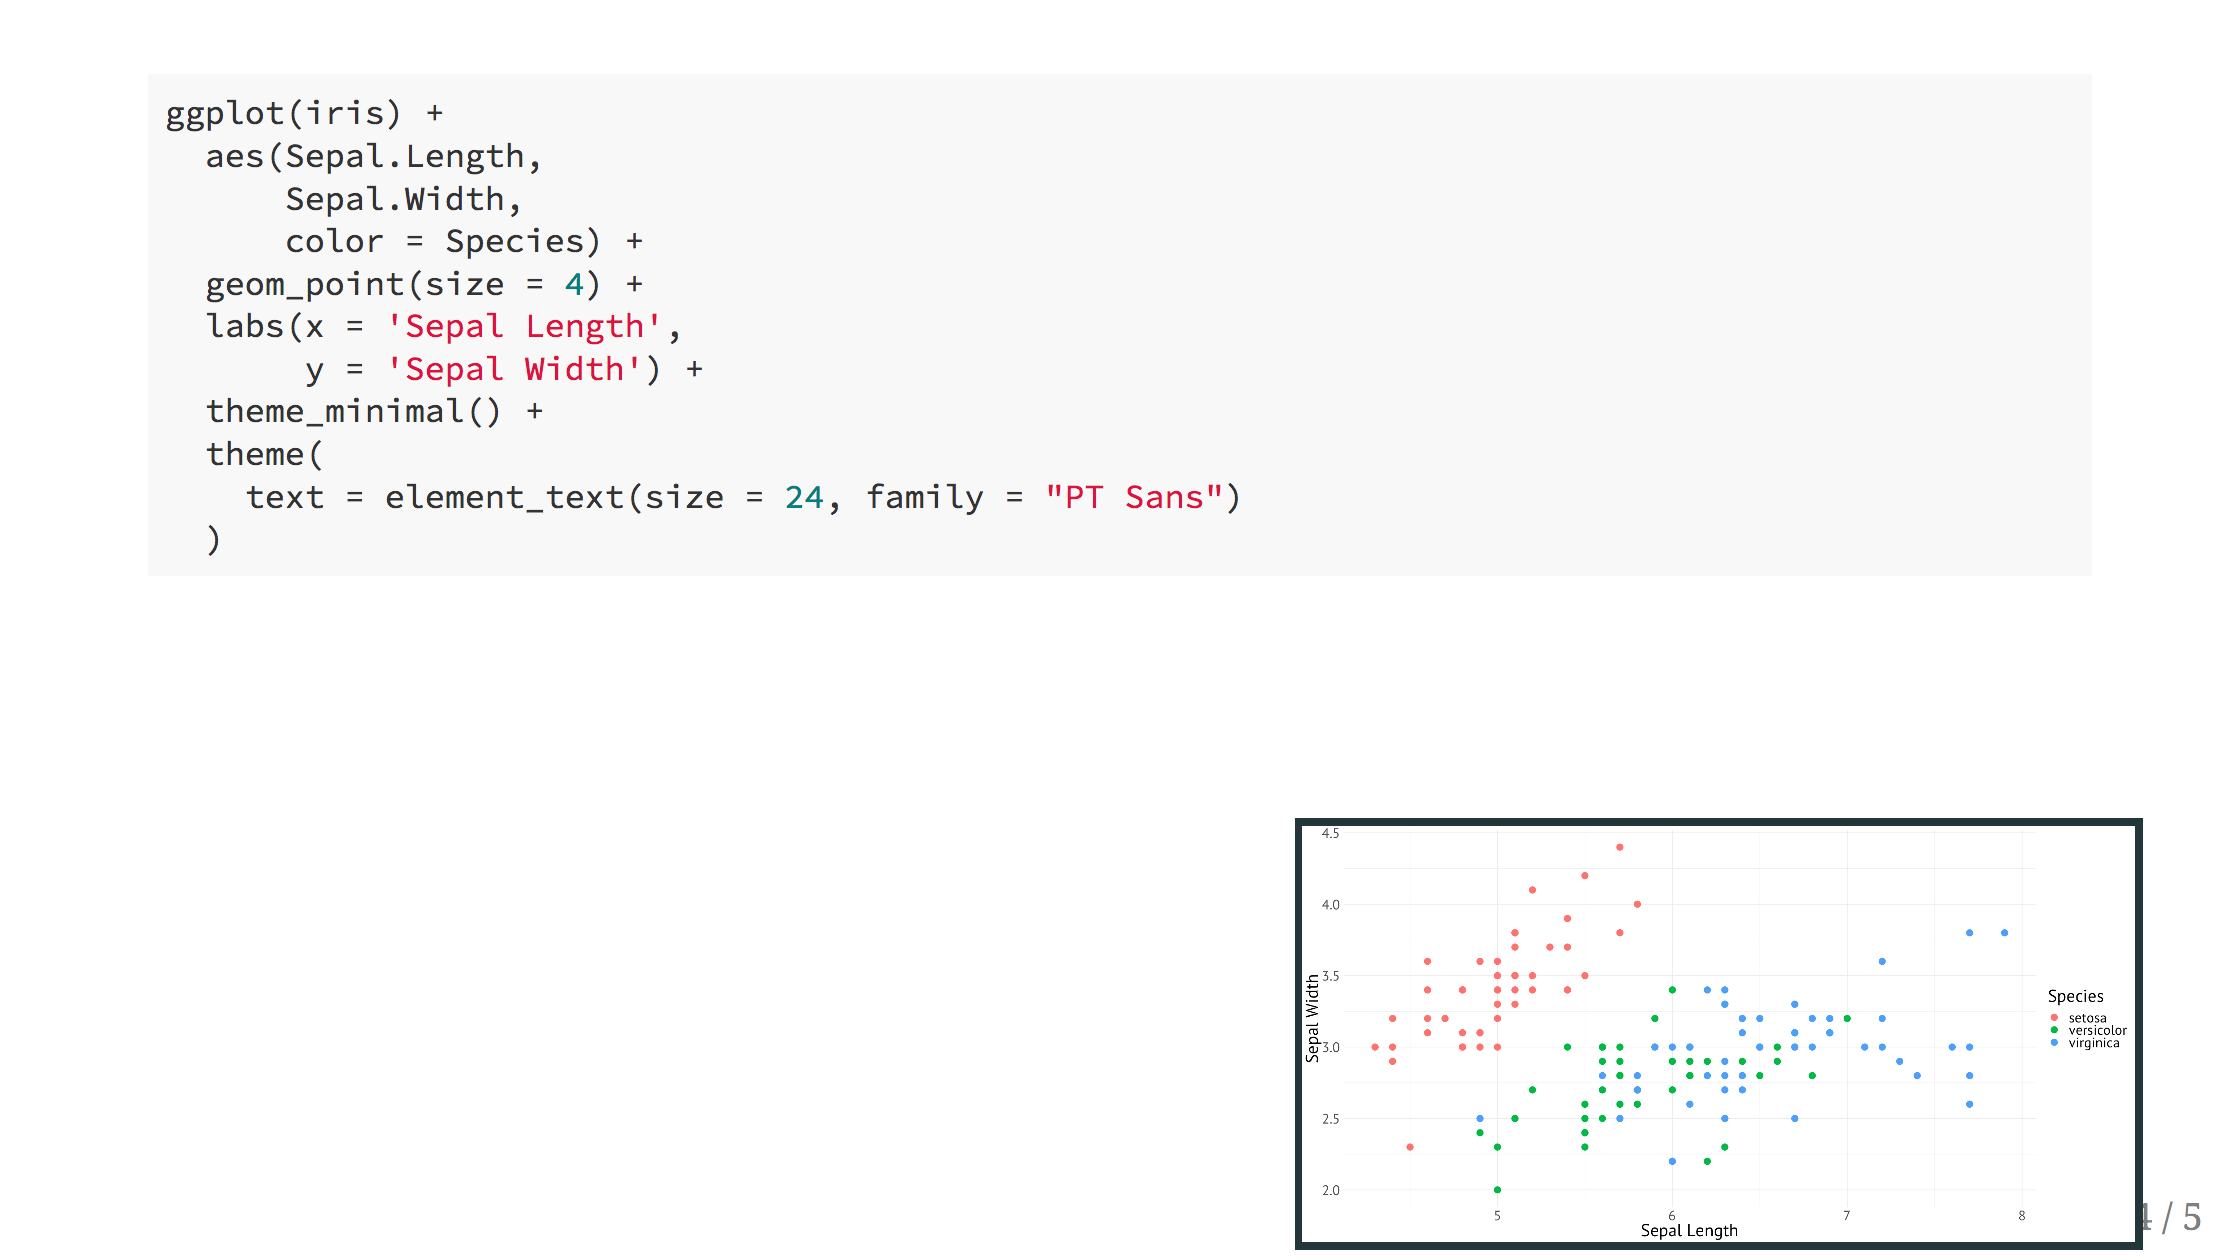 ggplot(iris) +
  aes(Sepal.Length,
      Sepal.Width,
      color = Species) +
  geom_point(size = 4) +
  labs(x = 'Sepal Length',
       y = 'Sepal Width') +
  theme_minimal() +
  theme(
    text = element_text(size = 24, family = "PT Sans")
  )
4.5
4.0
3.5
3.0
2.5
2.0
Sepal Width
5 6 7 8
Sepal Length
Species
setosa
versicolor
virginica
4 / 5